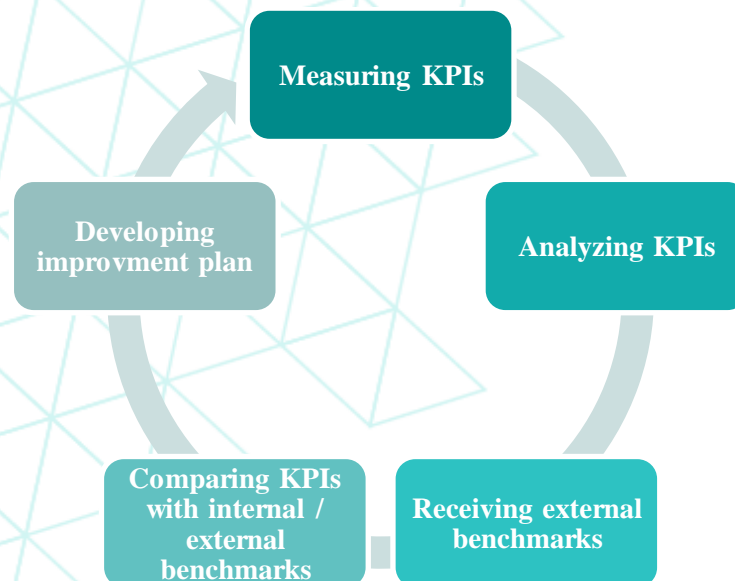 Measuring KPIs
Analyzing KPIs
Receiving external
benchmarks
Comparing KPIs
with internal /
external
benchmarks
Developing
improvment plan